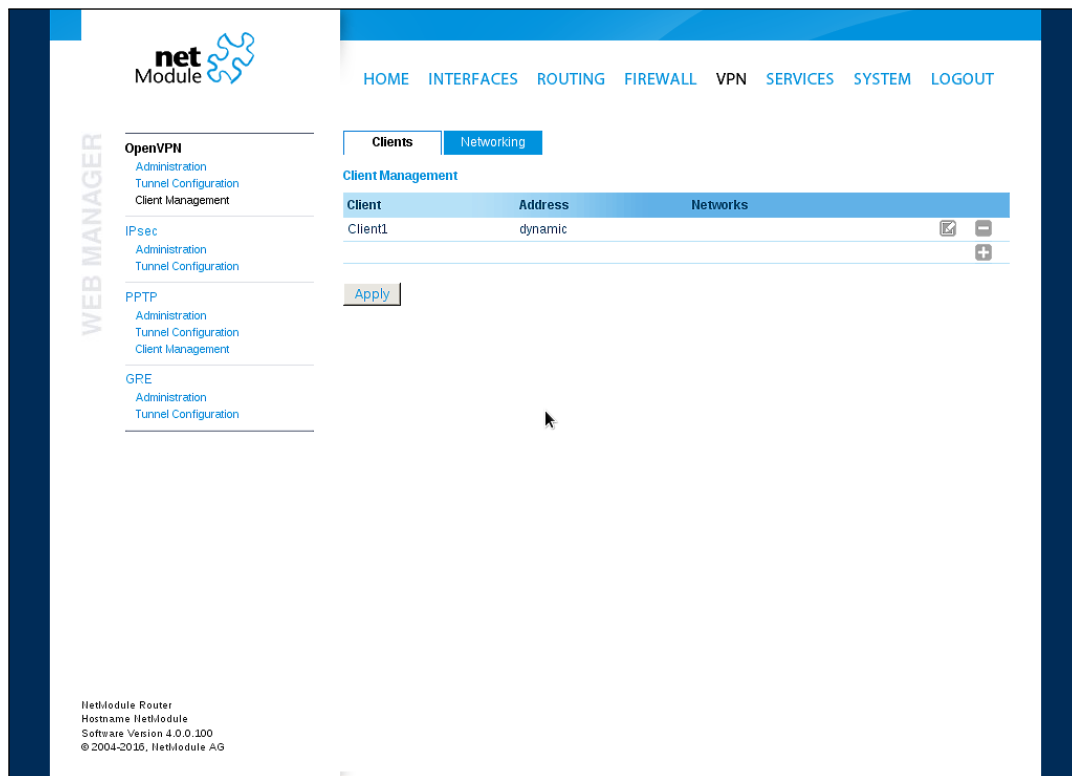 net
Module
HOME INTERFACES ROUTING FIREWALL VPN SERVICES SYSTEM LOGOUT
WEB MANAGER
OpenVPN
Administration
Tunnel Configuration
Client Management
IPsec
Administration
Tunnel Configuration
PPTP
Administration
Tunnel Configuration
Client Management
GRE
Administration
Tunnel Configuration
Clients Networking
Client Management
Client Address Networks
Client1 dynamic
Apply
NetModule Router
Hostname NetModule
Software Version 4.0.0.100
© 2004-2016, NetModule AG